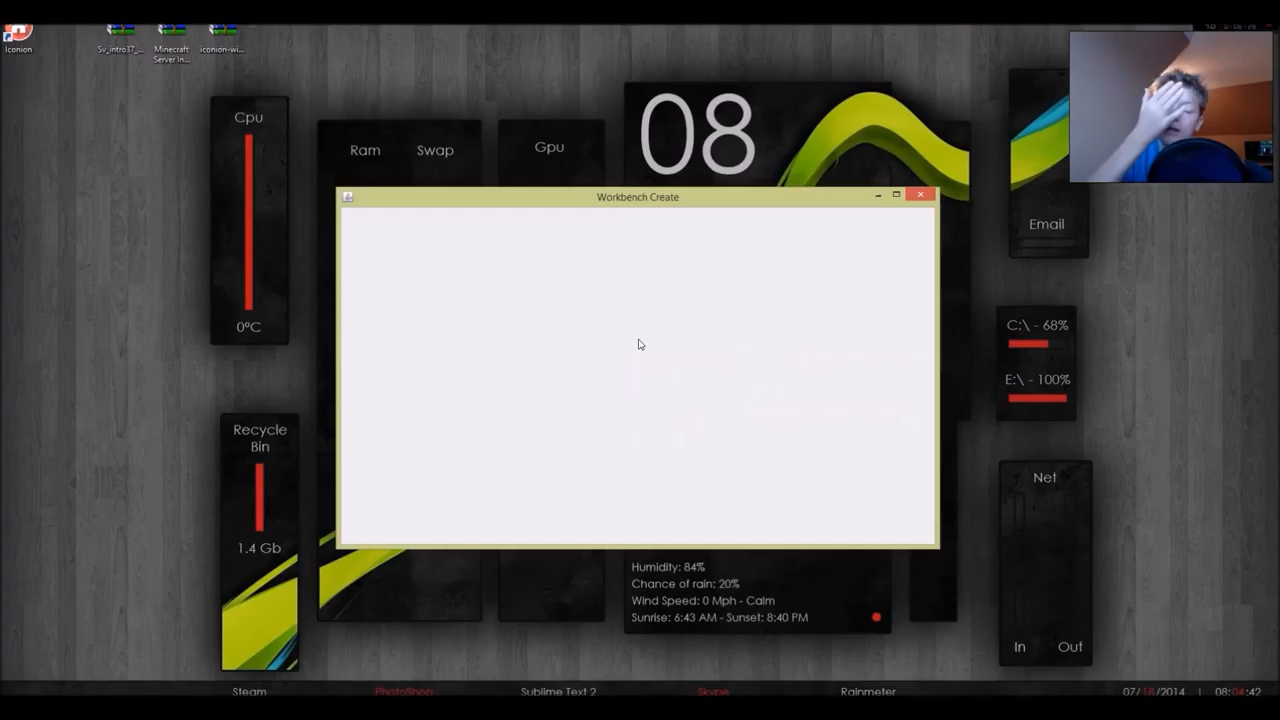 Iconion
Sv_intro37_...
Minecraft
Server In...
iconion-wi...
Cpu
0°C
Ram
Swap
Gpu
08
Email
Workbench Create
C:\ - 68%
E:\ - 100%
Recycle
Bin
1.4 Gb
Net
In
Out
Humidity: 84%
Chance of rain: 20%
Wind Speed: 0 Mph - Calm
Sunrise: 6:43 AM - Sunset: 8:40 PM
Steam
PhotoShop
Sublime Text 2
Skype
Rainmeter
07/18/2014 | 08:04:42